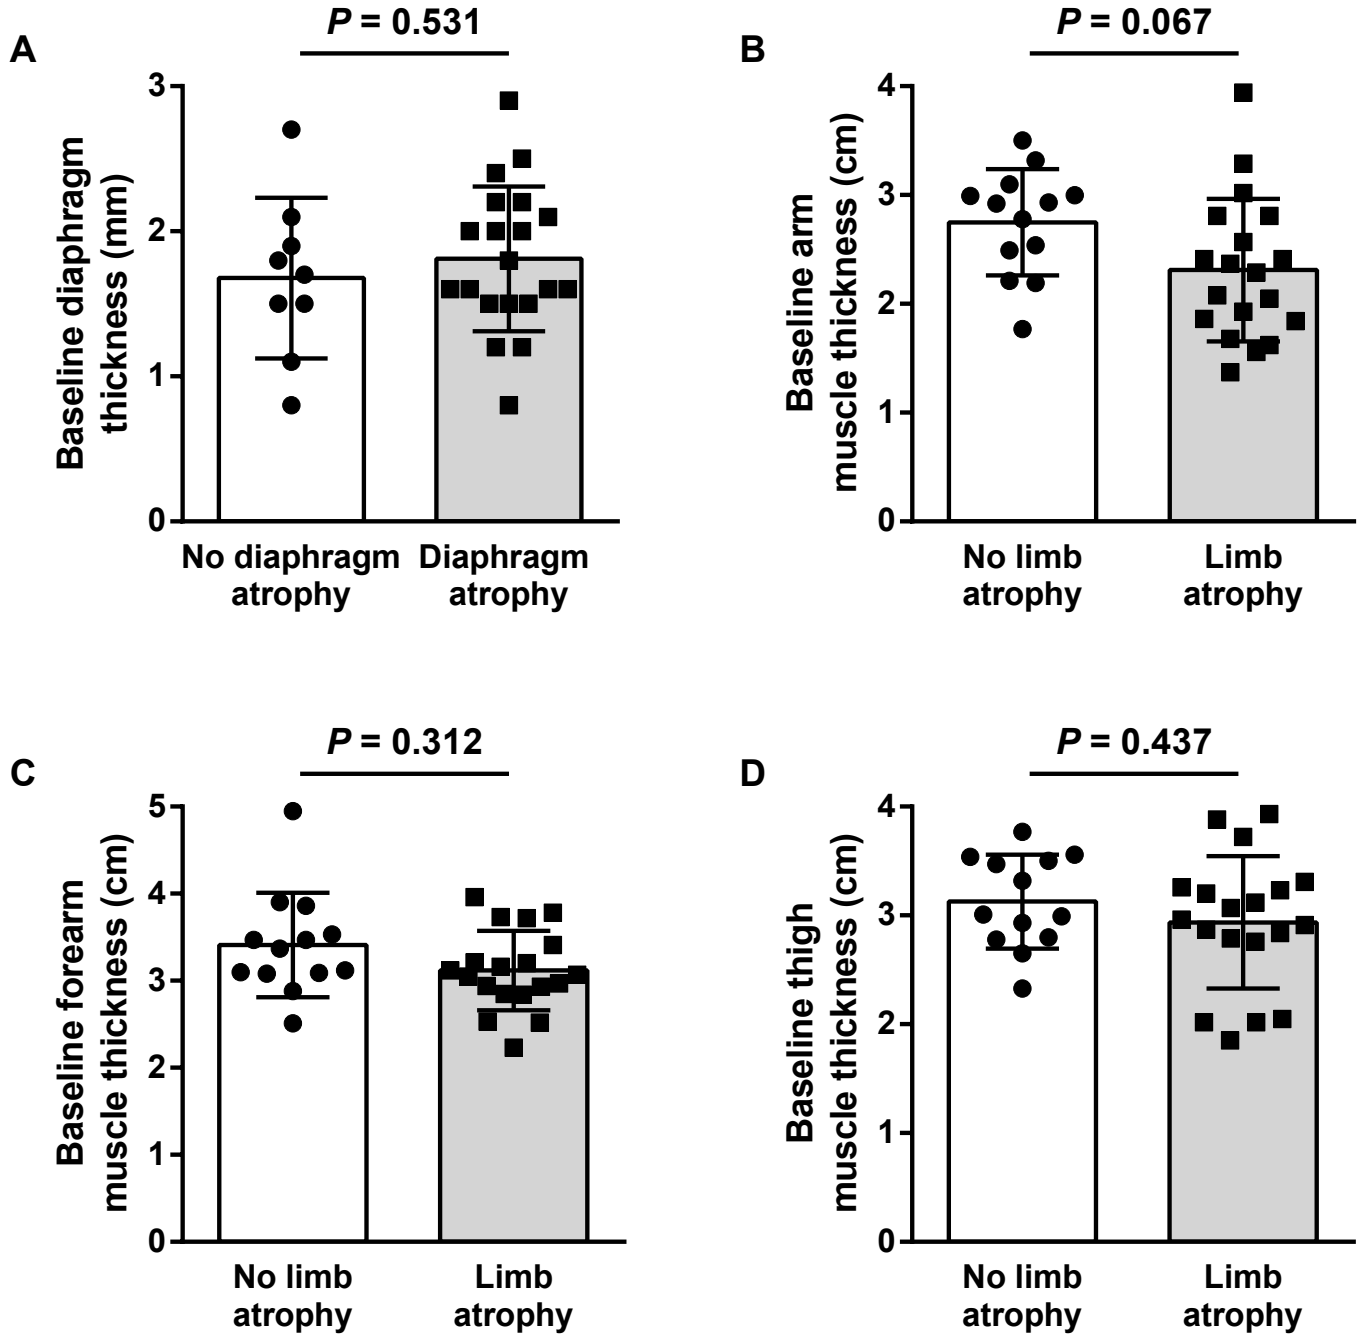 A
P = 0.531
Baseline diaphragm
thickness (mm)
3
2
1
0
No diaphragm
atrophy
Diaphragm
atrophy
B
P = 0.067
Baseline arm
muscle thickness (cm)
4
3
2
1
0
No limb
atrophy
Limb
atrophy
C
P = 0.312
Baseline forearm
muscle thickness (cm)
5
4
3
2
1
0
No limb
atrophy
Limb
atrophy
D
P = 0.437
Baseline thigh
muscle thickness (cm)
4
3
2
1
0
No limb
atrophy
Limb
atrophy